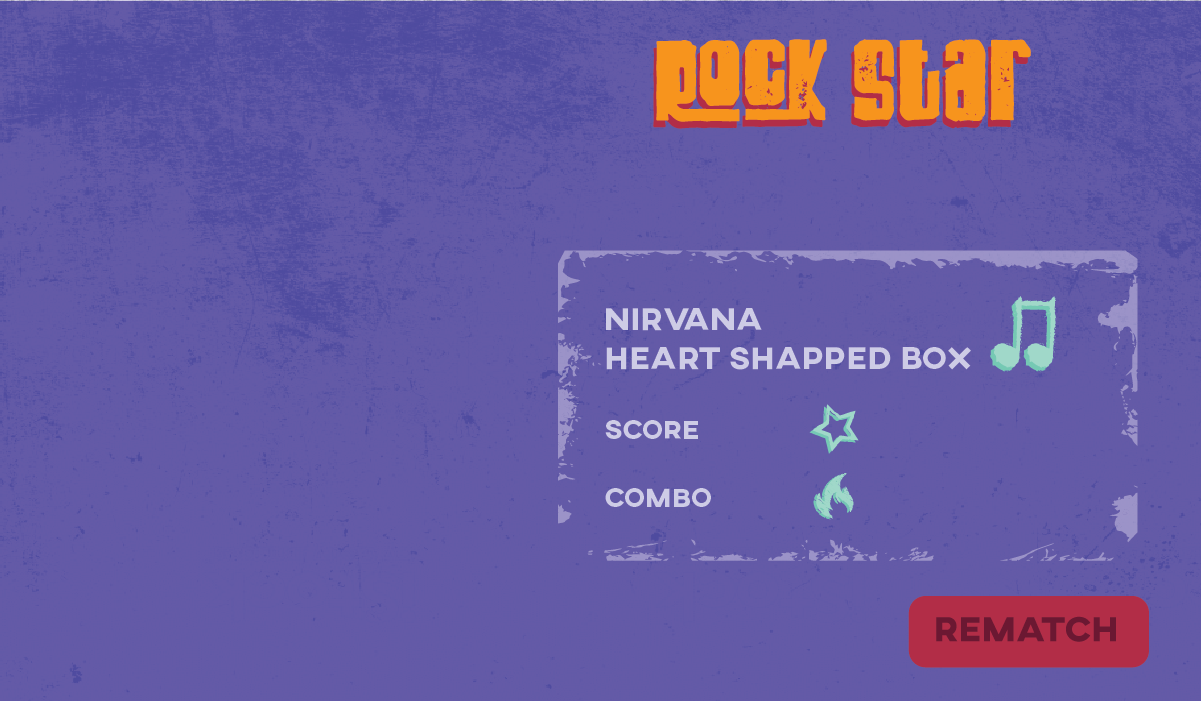 Rock Star
NIRVANA
HEART SHAPPED BOX
SCORE
COMBO
REMATCH